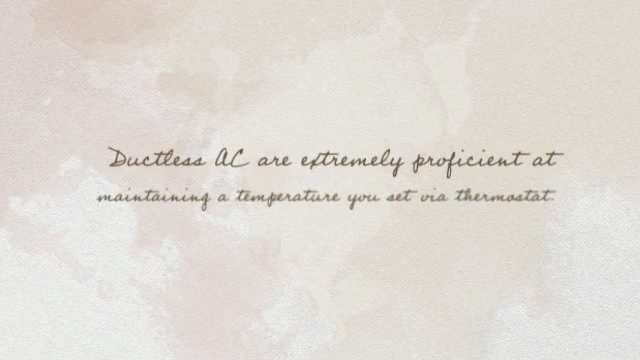 Ductless AC are extremely proficient at
maintaining a temperature you set via thermostat.